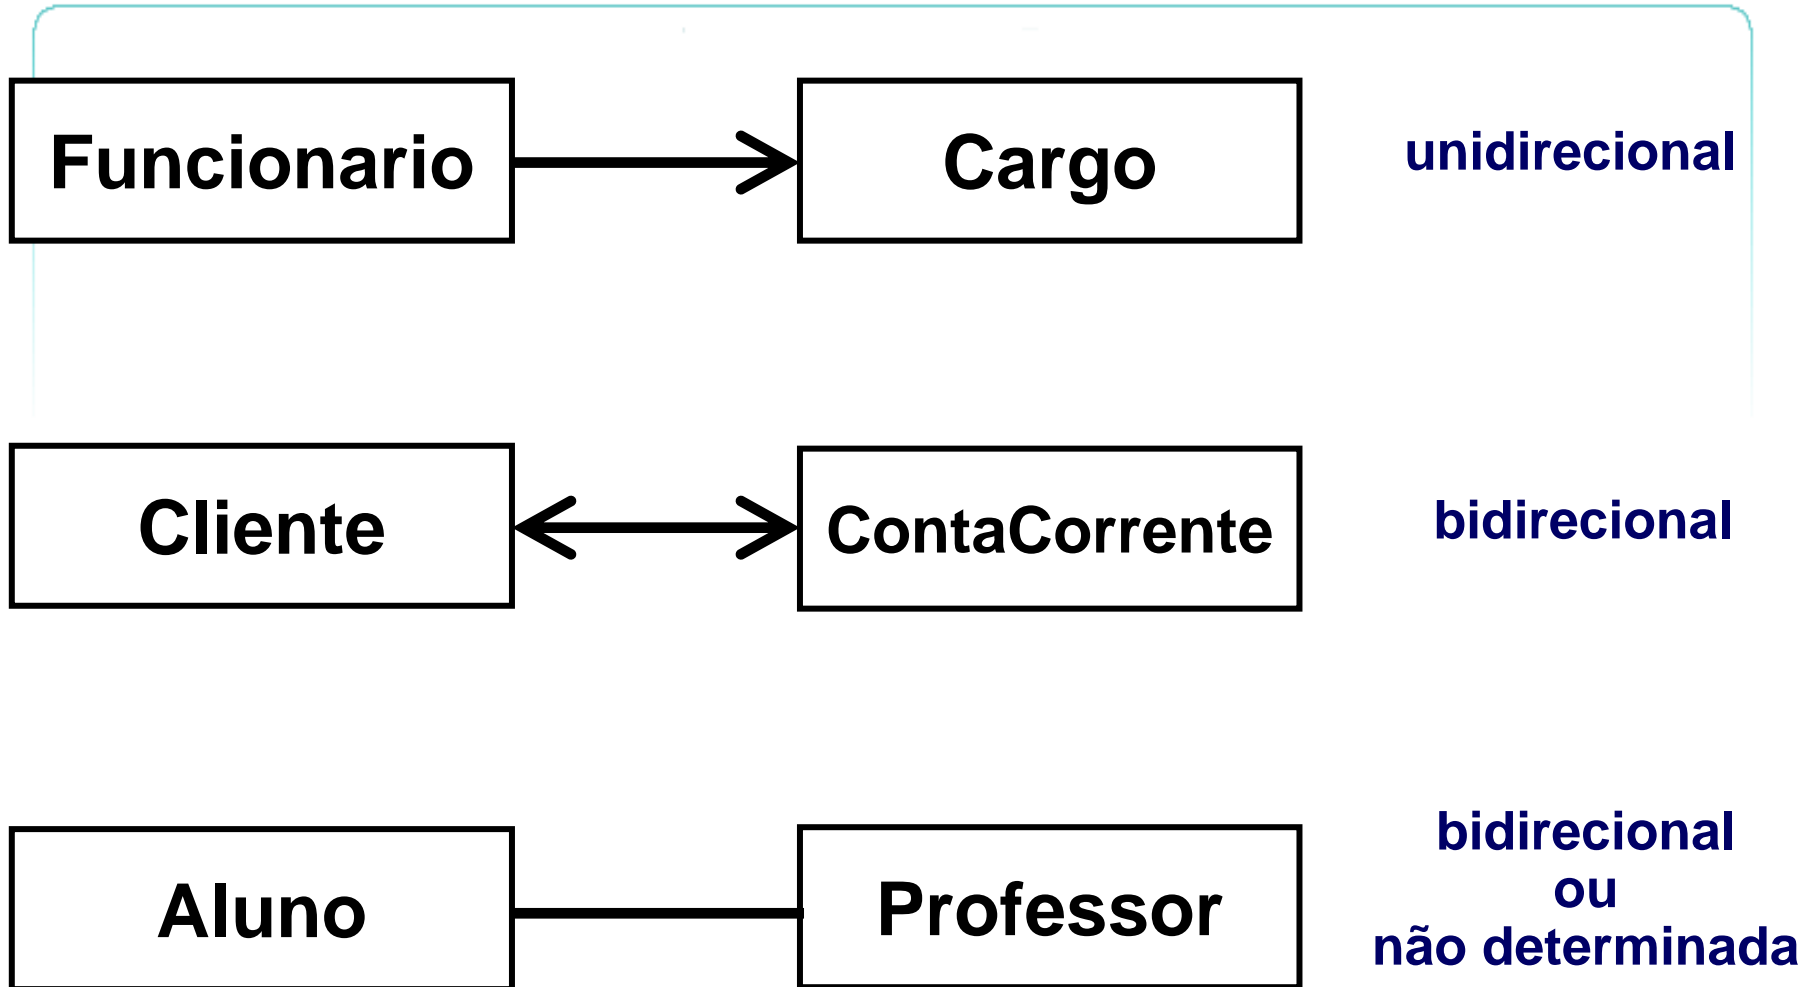 Funcionario
Cargo
unidirecional
Cliente
ContaCorrente
bidirecional
Aluno
Professor
bidirecional
ou
não determinada